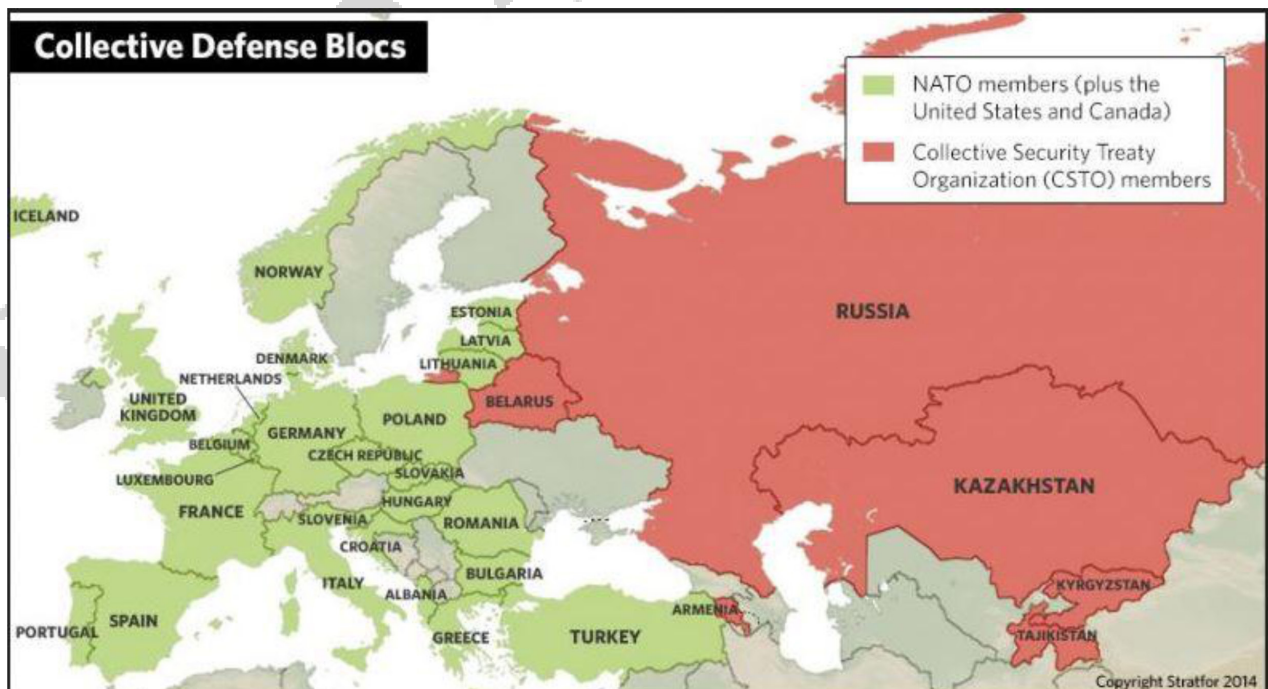 Collective Defense Blocs
NATO members (plus the
United States and Canada)
Collective Security Treaty
Organization (CSTO) members
ICELAND
NORWAY
RUSSIA
ESTONIA
LATVIA
DENMARK
LITHUANIA
NETHERLANDS
UNITED
KINGDOM
BELARUS
POLAND
GERMANY
BELGIUM
CZECH REPUBLIC
SLOVAKIA
LUXEMBOURG
KAZAKHSTAN
HUNGARY
FRANCE
SLOVENIA
ROMANIA
CROATIA
BULGARIA
ITALY
KYRGYZSTAN
ALBANIA
ARMENIA
SPAIN
PORTUGAL
GREECE
TURKEY
TAJIKISTAN
Copyright Stratfor 2014